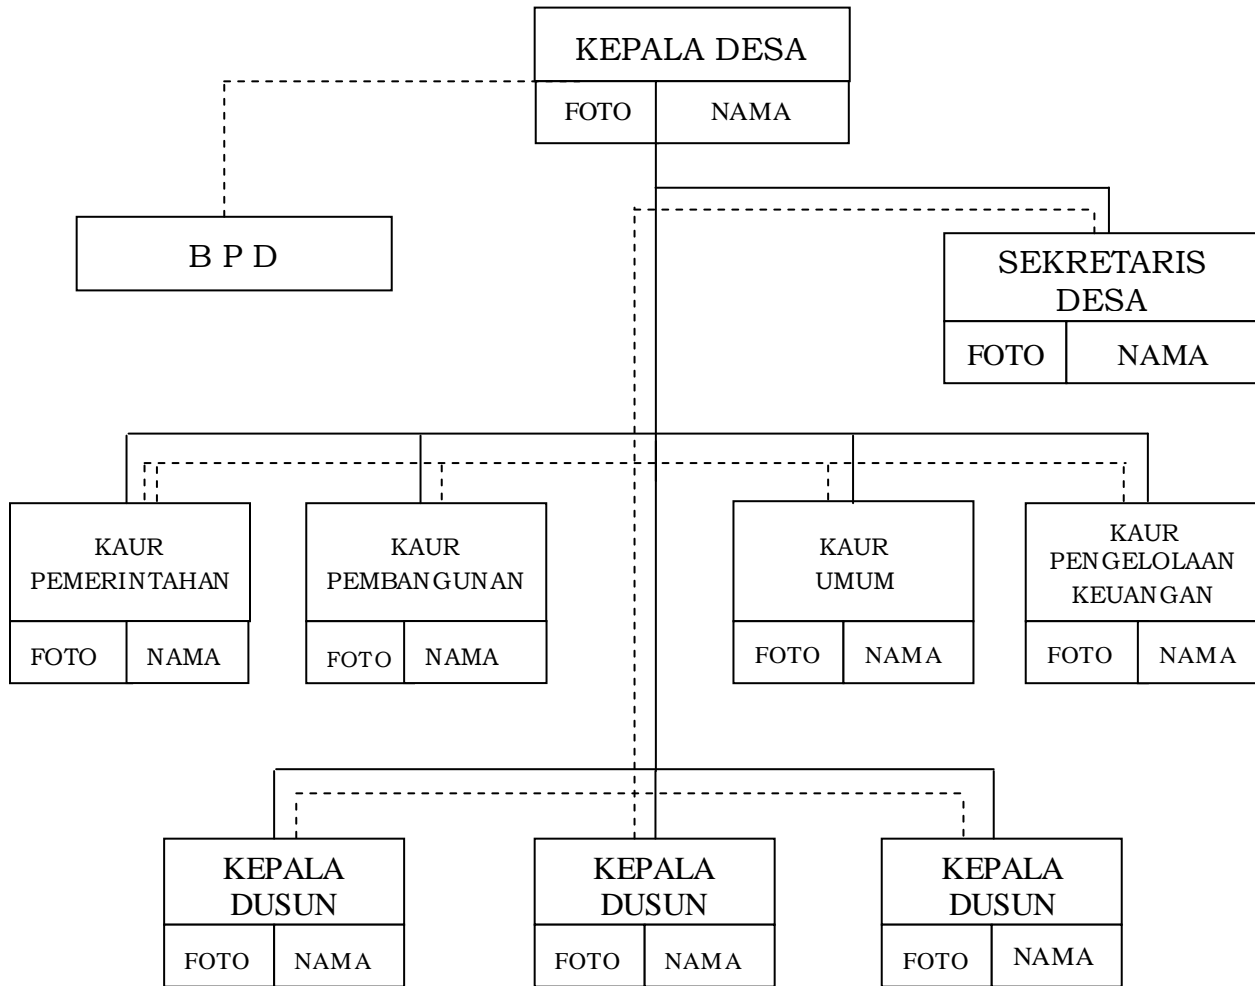 KEPALA DESA
FOTO NAMA
B P D
SEKRETARIS
DESA
FOTO NAMA
KAUR
PEMERINTAHAN
FOTO NAMA
KAUR
PEMBANGUNAN
FOTO NAMA
KAUR
UMUM
FOTO NAMA
KAUR
PENGELOLAAN
KEUANGAN
FOTO NAMA
KEPALA
DUSUN
FOTO NAMA
KEPALA
DUSUN
FOTO NAMA
KEPALA
DUSUN
FOTO NAMA